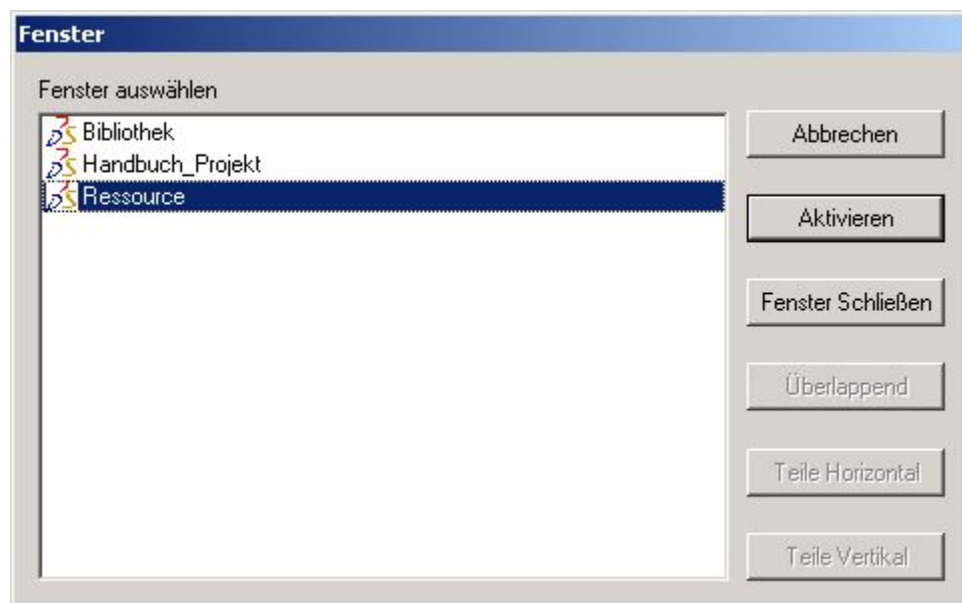 Fenster
Fenster auswählen
Bibliothek
Handbuch_Projekt
Ressource
Abbrechen
Aktivieren
Fenster Schließen
Überlappend
Teile Horizontal
Teile Vertikal